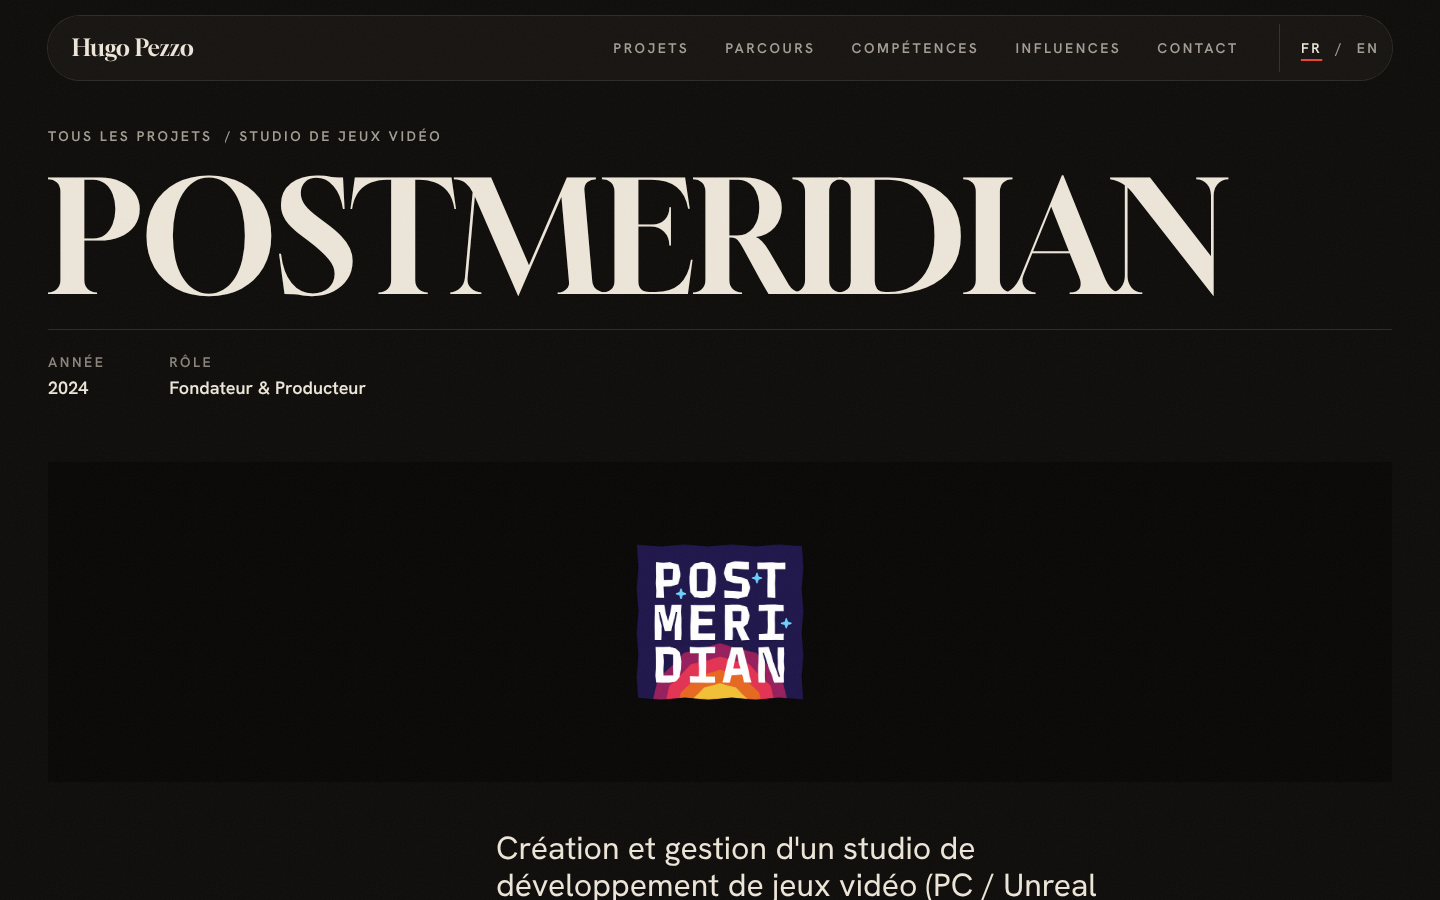 Hugo Pezzo
PROJETS PARCOURS COMPÉTENCES INFLUENCES CONTACT FR / EN
TOUS LES PROJETS / STUDIO DE JEUX VIDÉO
POSTMERIDIAN
ANNÉE RÔLE
2024 Fondateur & Producteur
POST
MERI
DIAN
Création et gestion d'un studio de
développement de jeux vidéo (PC / Unreal